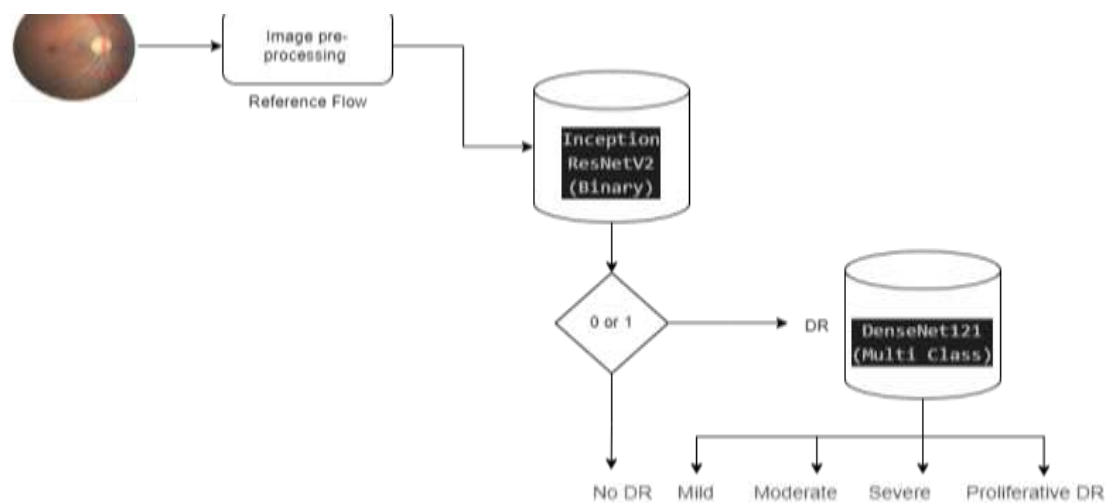 Image pre-
processing
Reference Flow
Inception
ResNetV2
(Binary)
0 or 1
DR
DenseNet121
(Multi Class)
No DR
Mild
Moderate
Severe
Proliferative DR